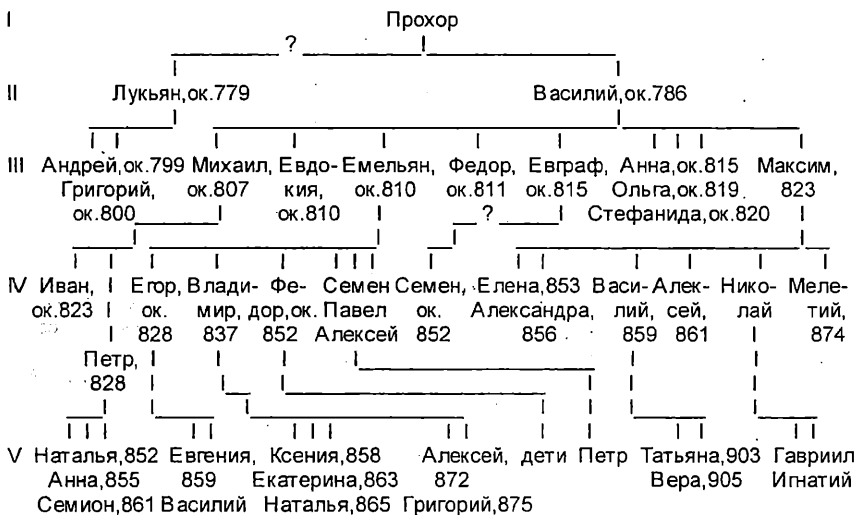 I Прохор
?
II Лукьян,ок.779 Василий,ок.786
III Андрей,ок.799 Михаил, Евдо- Емельян, Федор, Евграф, Анна,ок.815 Максим,
Григорий, ок.807 кия, ок.810 ок.811 ок.815 Ольга,ок.819 823
ок.800 ок.810 ? Стефанида,ок.820
IV Иван, Егор, Влади- Фе- Семен Семен, Елена,853 Васи- Алек- Нико- Меле-
ок.823 ок. мир, дор,ок. Павел ок. Александра, лий, сей, лай тий,
828 837 852 Алексей 852 856 859 861 874
Петр,
828
V Наталья,852 Евгения, Ксения,858 Алексей, дети Петр Татьяна,903 Гавриил
Анна,855 859 Екатерина,863 872 Вера,905 Игнатий
Семион,861 Василий Наталья,865 Григорий,875